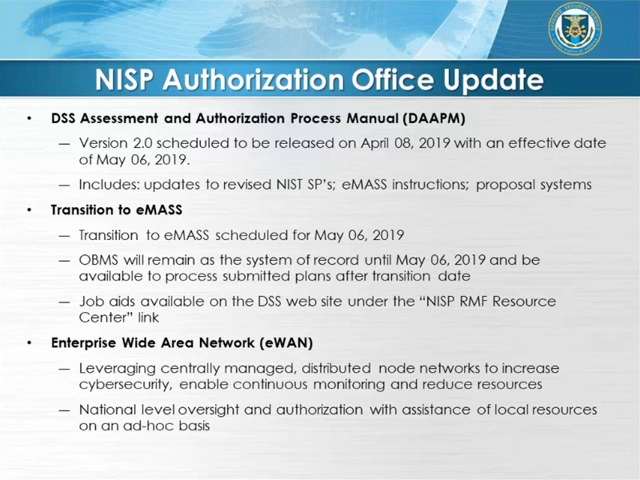 NISP Authorization Office Update
• DSS Assessment and Authorization Process Manual (DAAPM)
— Version 2.0 scheduled to be released on April 08, 2019 with an effective date
of May 06, 2019.
— Includes: updates to revised NIST SP's; eMASS instructions; proposal systems
• Transition to eMASS
— Transition to eMASS scheduled for May 06, 2019
— OBMS will remain as the system of record until May 06, 2019 and be
available to process submitted plans after transition date
— Job aids available on the DSS web site under the “NISP RMF Resource
Center” link
• Enterprise Wide Area Network (eWAN)
— Leveraging centrally managed, distributed node networks to increase
cybersecurity, enable continuous monitoring and reduce resources
— National level oversight and authorization with assistance of local resources
on an ad-hoc basis